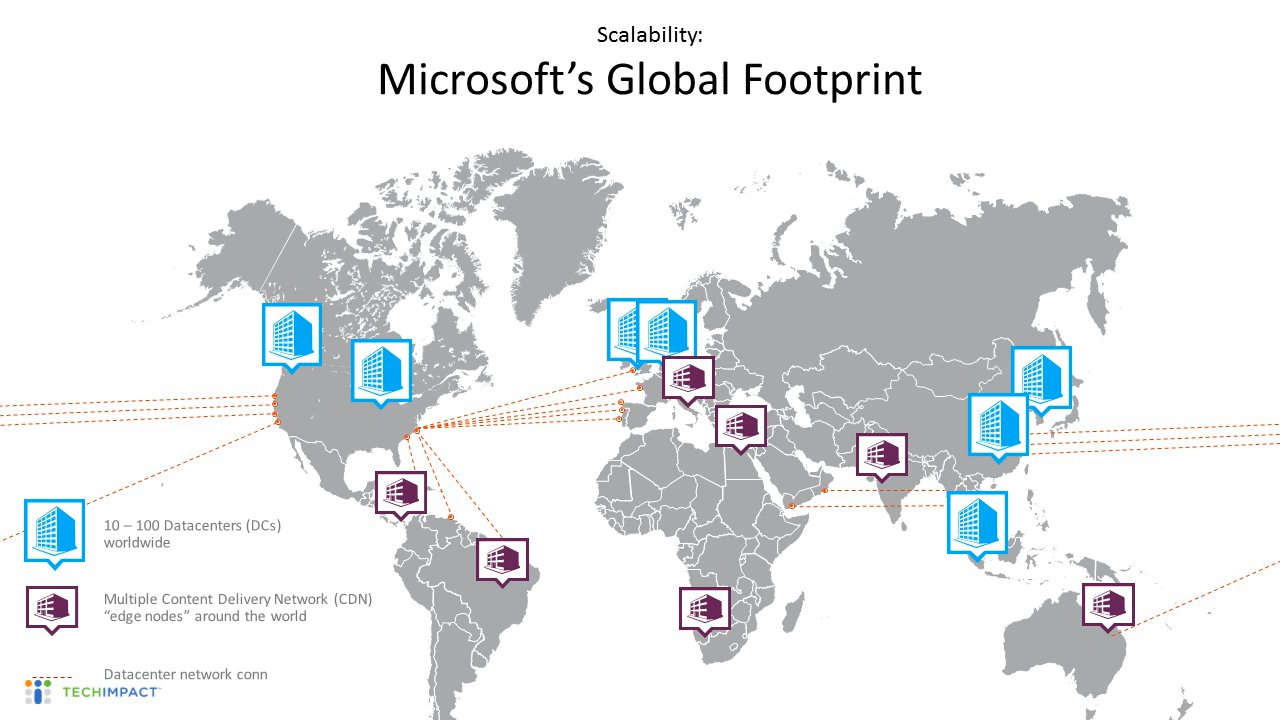 Scalability:
Microsoft’s Global Footprint
10 – 100 Datacenters (DCs)
worldwide
Multiple Content Delivery Network (CDN)
“edge nodes” around the world
Datacenter network conn
TECHIMPACT™